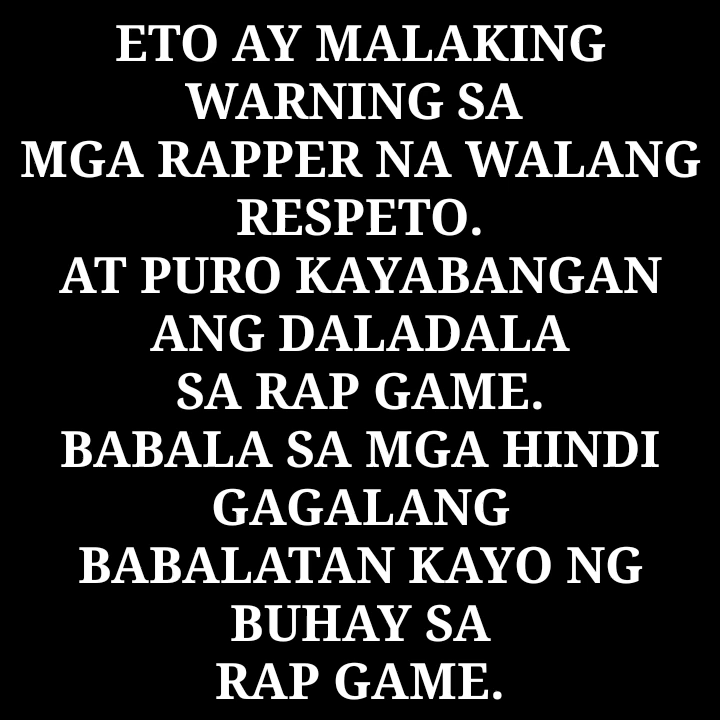 ETO AY MALAKING
WARNING SA
MGA RAPPER NA WALANG
RESPETO.
AT PURO KAYABANGAN
ANG DALADALA
SA RAP GAME.
BABALA SA MGA HINDI
GAGALANG
BABALATAN KAYO NG
BUHAY SA
RAP GAME.